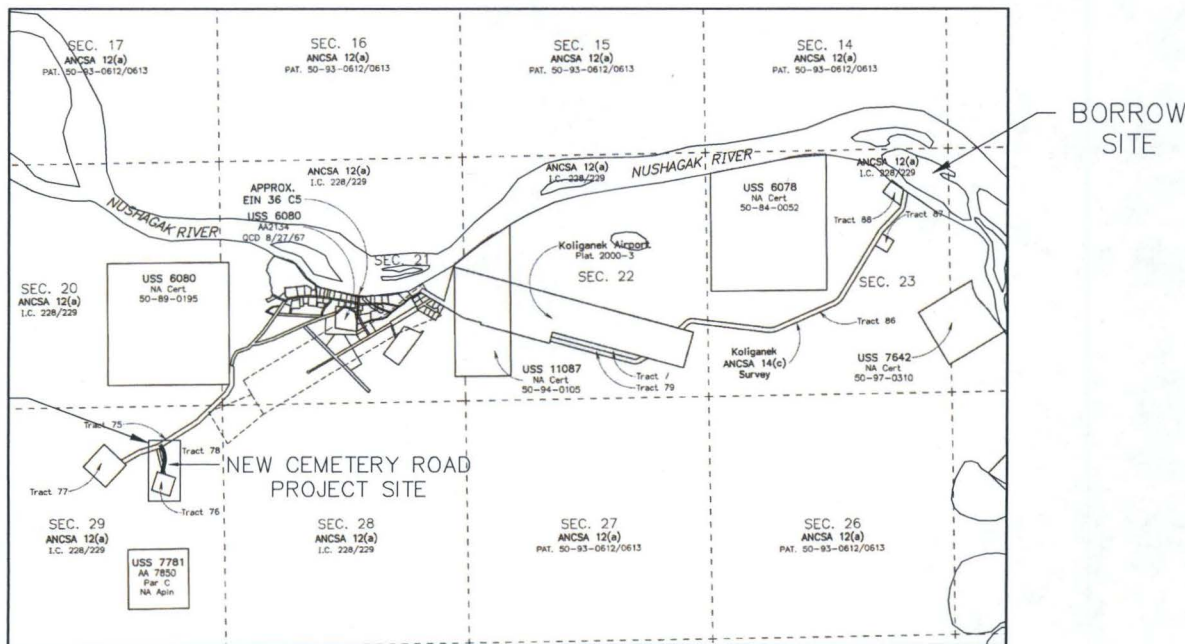 SEC. 17
ANCSA 12(a)
PAT. 50-93-0612/0613
SEC. 16
ANCSA 12(a)
PAT. 50-93-0612/0613
SEC. 15
ANCSA 12(a)
PAT. 50-93-0612/0613
SEC. 14
ANCSA 12(a)
PAT. 50-93-0612/0613
BORROW
SITE
NUSHAGAK RIVER
ANCSA 12(a)
I.C. 228/229
ANCSA 12(a)
I.C. 228/229
NUSHAGAK RIVER
ANCSA 12(a)
I.C. 228/229
APPROX.
EIN 36 C5
USS 6080
AA2134
QCD 8/27/67
SEC. 21
USS 6078
NA Cert
50-84-0052
Tract 88
Tract 87
Koliganek Airport
Plat 2000-3
SEC. 22
SEC. 23
SEC. 20
ANCSA 12(a)
I.C. 228/229
USS 6080
NA Cert
50-89-0195
Tract 86
Koliganek
ANCSA 14(c)
Survey
USS 7642
NA Cert
50-97-0310
USS 11087
NA Cert
50-94-0105
Tract
Tract 79
Tract 75
Tract 78
NEW CEMETERY ROAD
PROJECT SITE
Tract 77
Tract 76
SEC. 29
ANCSA 12(a)
I.C. 228/229
SEC. 28
ANCSA 12(a)
I.C. 228/229
SEC. 27
ANCSA 12(a)
PAT. 50-93-0612/0613
SEC. 26
ANCSA 12(a)
PAT. 50-93-0612/0613
USS 7781
AA 7850
Par C
NA Apln